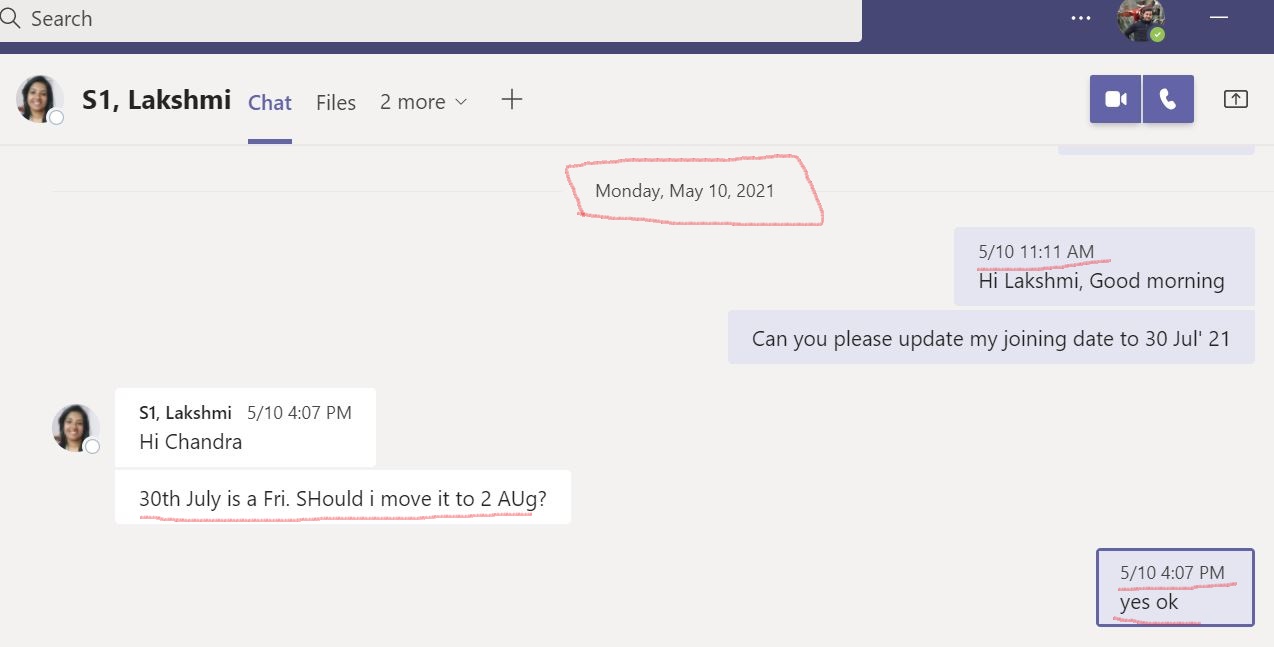 Search
S1, Lakshmi Chat Files 2 more
Monday, May 10, 2021
5/10 11:11 AM
Hi Lakshmi, Good morning
Can you please update my joining date to 30 Jul' 21
S1, Lakshmi 5/10 4:07 PM
Hi Chandra
30th July is a Fri. SHould i move it to 2 AUg?
5/10 4:07 PM
yes ok